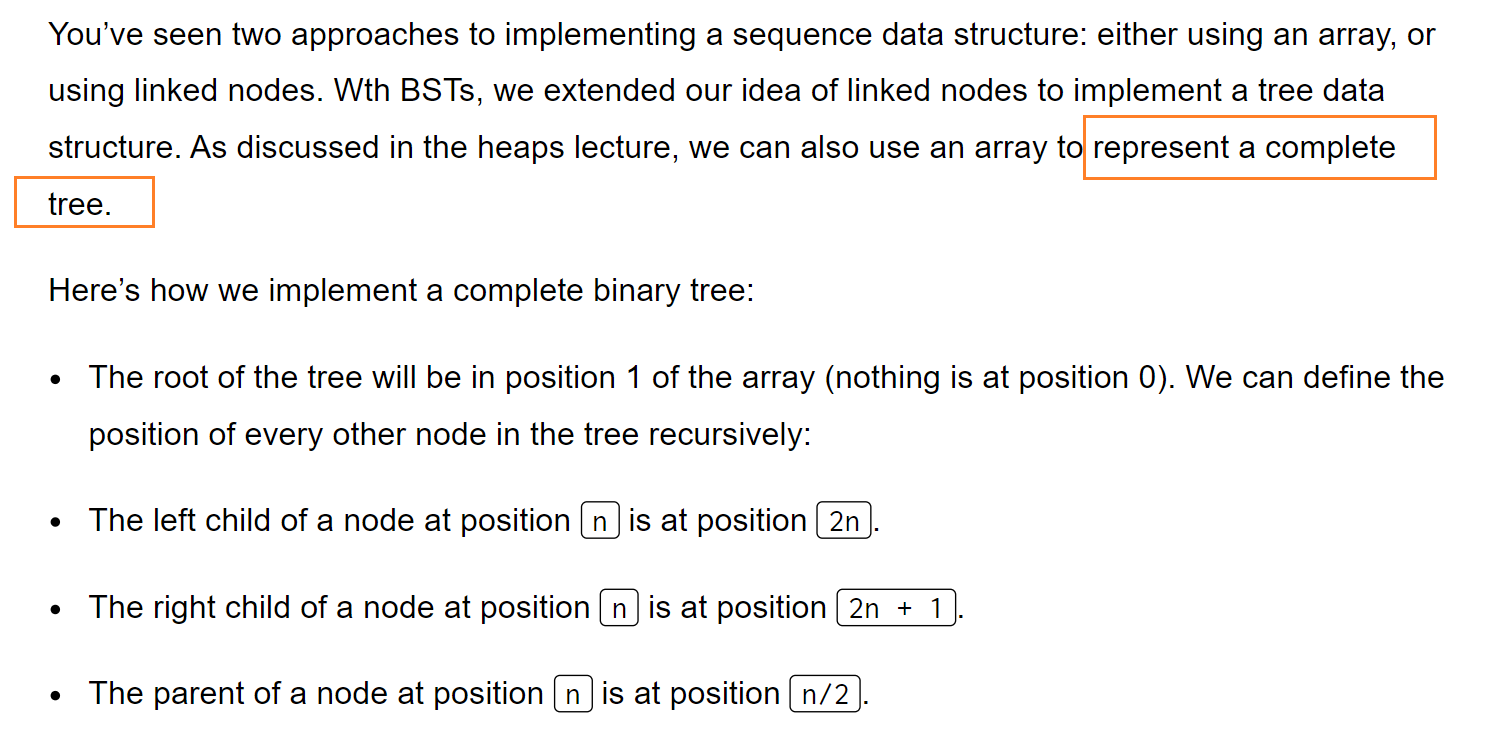 You’ve seen two approaches to implementing a sequence data structure: either using an array, or
using linked nodes. Wth BSTs, we extended our idea of linked nodes to implement a tree data
structure. As discussed in the heaps lecture, we can also use an array to represent a complete
tree.
Here’s how we implement a complete binary tree:
• The root of the tree will be in position 1 of the array (nothing is at position 0). We can define the
position of every other node in the tree recursively:
• The left child of a node at position n is at position 2n.
• The right child of a node at position n is at position 2n + 1.
• The parent of a node at position n is at position n/2.